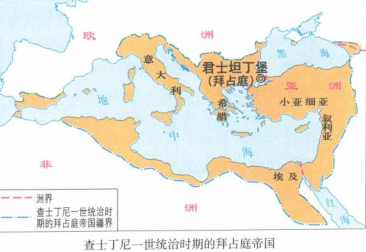 欧 洲
黑 海
意
大
利
君士坦丁堡
(拜占庭)
亚 洲
希
腊
小亚细亚
叙
利
亚
地
中
海
埃及
红
海
非
洲
洲界
查士丁尼一世统治时
期的拜占庭帝国疆界
查士丁尼一世统治时期的拜占庭帝国